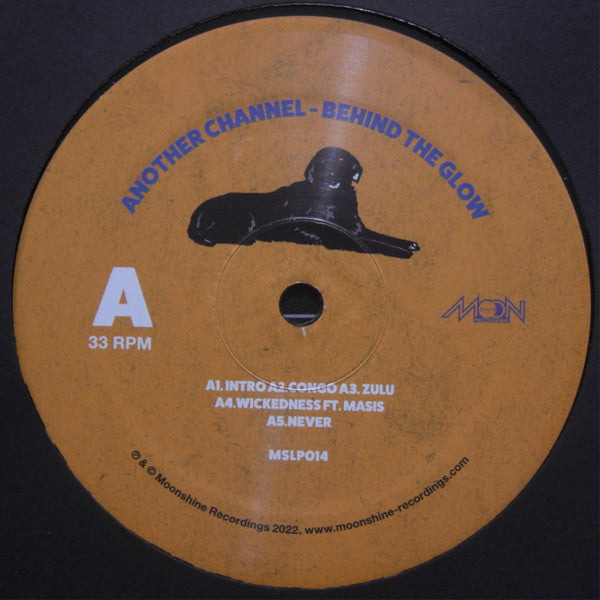 ANOTHER CHANNEL - BEHIND THE GLOW
A
33 RPM
MOON
A1. INTRO A2.CONGO A3. ZULU
A4.WICKEDNESS FT. MASIS
A5.NEVER
MSLP014
℗ & © Moonshine Recordings 2022. www.moonshine-recordings.com